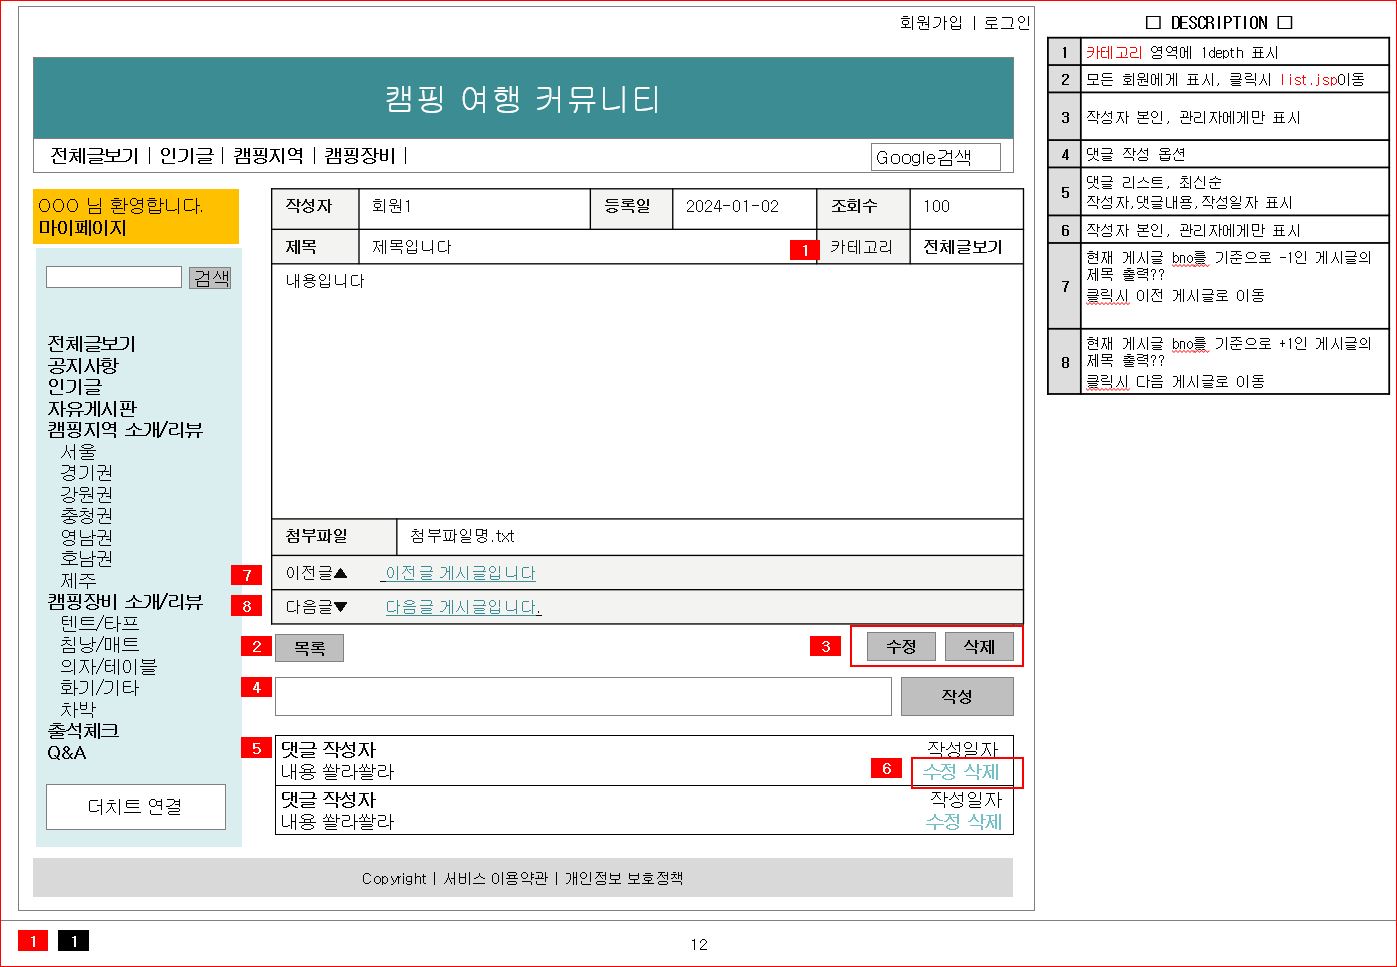 회원가입 | 로그인
캠핑 여행 커뮤니티
전체글보기 | 인기글 | 캠핑지역 | 캠핑장비 |
Google검색
OOO 님 환영합니다.
마이페이지
검색
전체글보기
공지사항
인기글
자유게시판
캠핑지역 소개/리뷰
서울
경기권
강원권
충청권
영남권
호남권
제주
캠핑장비 소개/리뷰
텐트/타프
침낭/매트
의자/테이블
화기/기타
차박
출석체크
Q&A
더치트 연결
작성자 회원1 등록일 2024-01-02 조회수 100
제목 제목입니다 1 카테고리 전체글보기
내용입니다
첨부파일 첨부파일명.txt
7 이전글▲ 이전글 게시글입니다
8 다음글▼ 다음글 게시글입니다.
2 목록 3 수정 삭제
4 작성
5 댓글 작성자 작성일자
내용 쏼라쏼라 6 수정 삭제
댓글 작성자 작성일자
내용 쏼라쏼라 수정 삭제
Copyright | 서비스 이용약관 | 개인정보 보호정책
□ DESCRIPTION □
1 카테고리 영역에 1depth 표시
2 모든 회원에게 표시, 클릭시 list.jsp이동
3 작성자 본인, 관리자에게만 표시
4 댓글 작성 옵션
5 댓글 리스트, 최신순
작성자,댓글내용,작성일자 표시
6 작성자 본인, 관리자에게만 표시
7 현재 게시글 bno를 기준으로 -1인 게시글의
제목 출력??
클릭시 이전 게시글로 이동
8 현재 게시글 bno를 기준으로 +1인 게시글의
제목 출력??
클릭시 다음 게시글로 이동
1 1
12